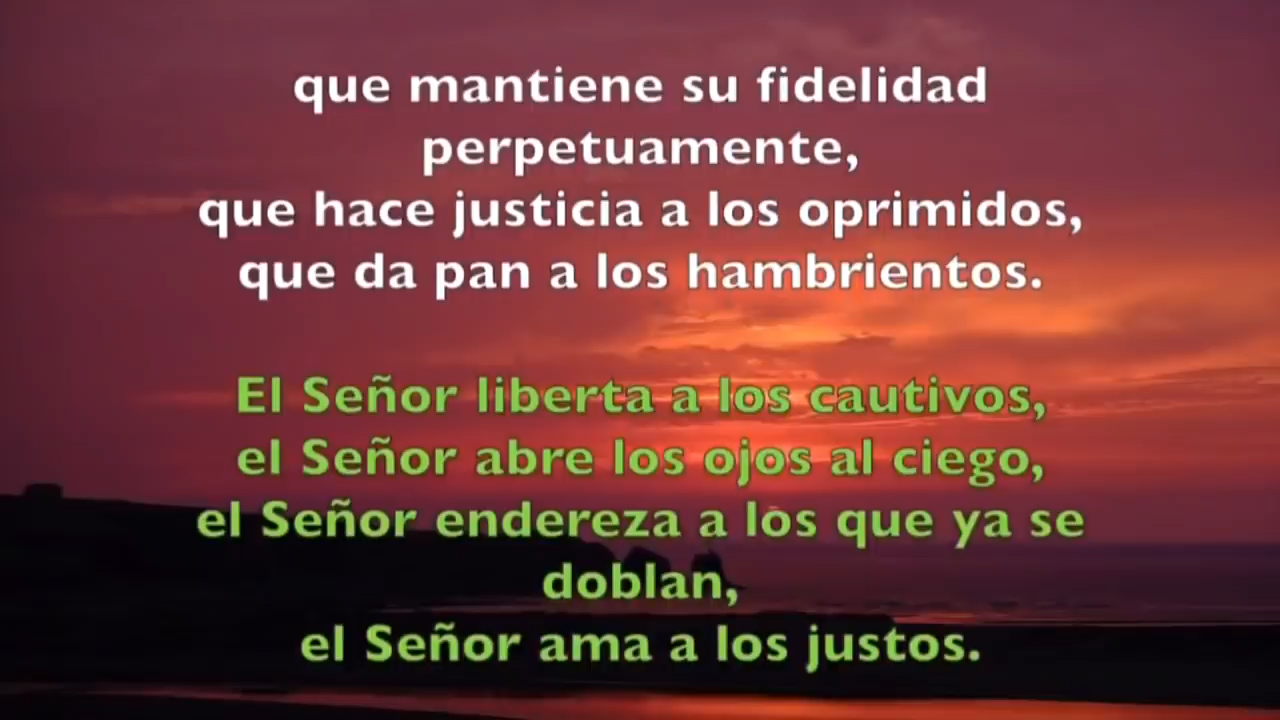 que mantiene su fidelidad
perpetuamente,
que hace justicia a los oprimidos,
que da pan a los hambrientos.
El Señor liberta a los cautivos,
el Señor abre los ojos al ciego,
el Señor endereza a los que ya se
doblan,
el Señor ama a los justos.